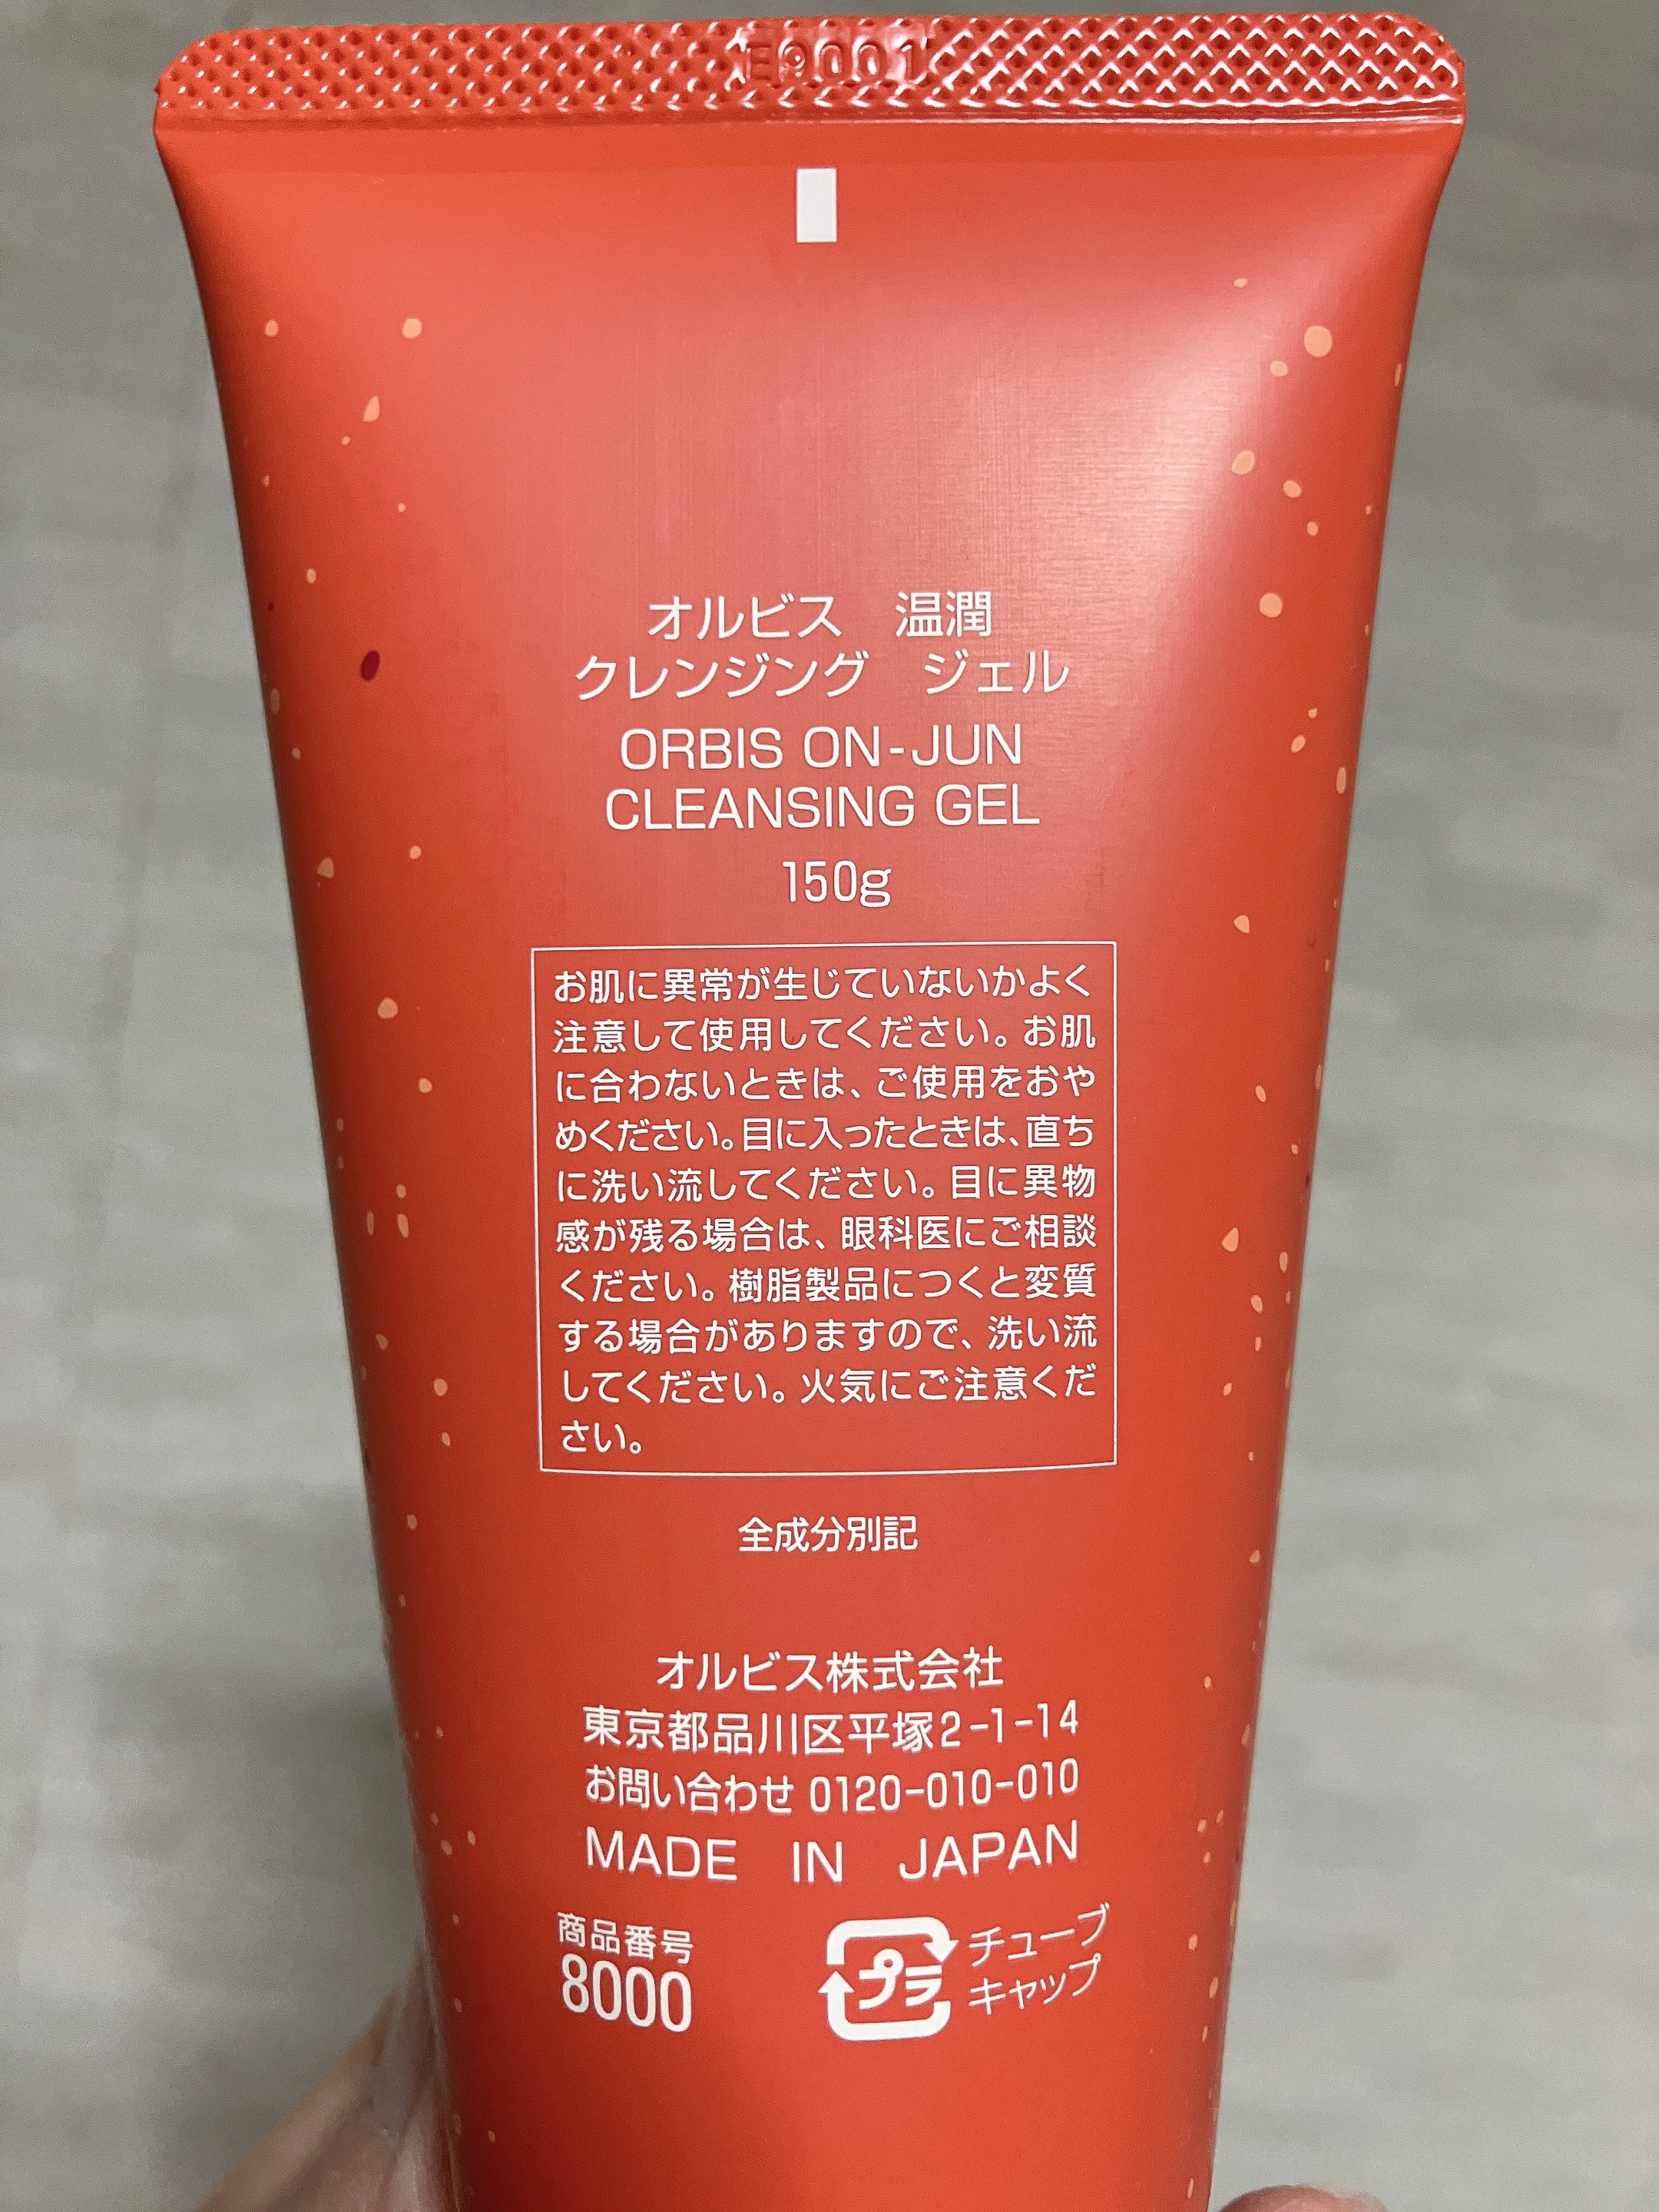 E9001
オルビス 温潤
クレンジング ジェル
ORBIS ON-JUN
CLEANSING GEL
150g
お肌に異常が生じていないかよく
注意して使用してください。お肌
に合わないときは、ご使用をおや
めください。目に入ったときは、直ち
に洗い流してください。目に異物
感が残る場合は、眼科医にご相談
ください。樹脂製品につくと変質
する場合がありますので、洗い流
してください。火気にご注意くだ
さい。
全成分別記
オルビス株式会社
東京都品川区平塚2-1-14
お問い合わせ 0120-010-010
MADE IN JAPAN
商品番号
8000
プラ
チューブ
キャップ